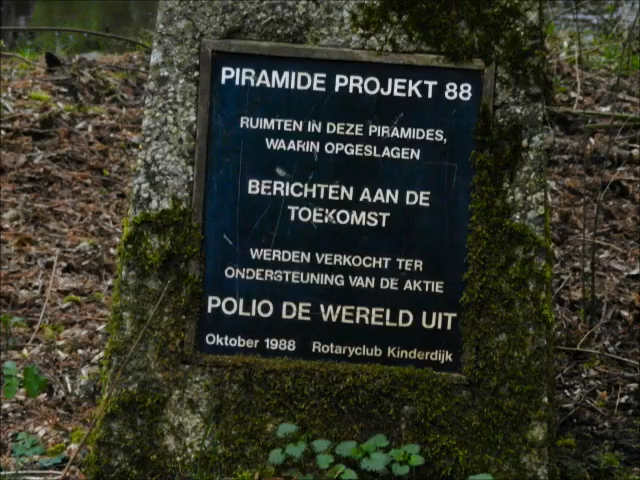 PIRAMIDE PROJEKT 88
RUIMTEN IN DEZE PIRAMIDES,
WAARIN OPGESLAGEN
BERICHTEN AAN DE
TOEKOMST
WERDEN VERKOCHT TER
ONDERSTEUNING VAN DE AKTIE
POLIO DE WERELD UIT
Oktober 1988 Rotaryclub Kinderdijk